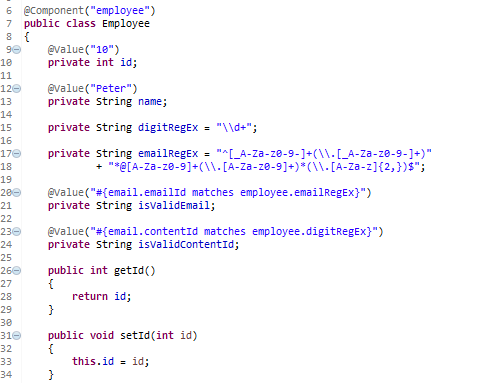 6 @Component("employee")
7 public class Employee
8 {
9 @Value("10")
10 private int id;
11
12 @Value("Peter")
13 private String name;
14
15 private String digitRegEx = "\\d+";
16
17 private String emailRegEx = "^[_A-Za-z0-9-]+(\\.[_A-Za-z0-9-]+)"
18 + "*@[A-Za-z0-9]+(\\.[A-Za-z0-9]+)*(\\.[A-Za-z]{2,})$";
19
20 @Value("#{email.emailId matches employee.emailRegEx}")
21 private String isValidEmail;
22
23 @Value("#{email.contentId matches employee.digitRegEx}")
24 private String isValidContentId;
25
26 public int getId()
27 {
28 return id;
29 }
30
31 public void setId(int id)
32 {
33 this.id = id;
34 }